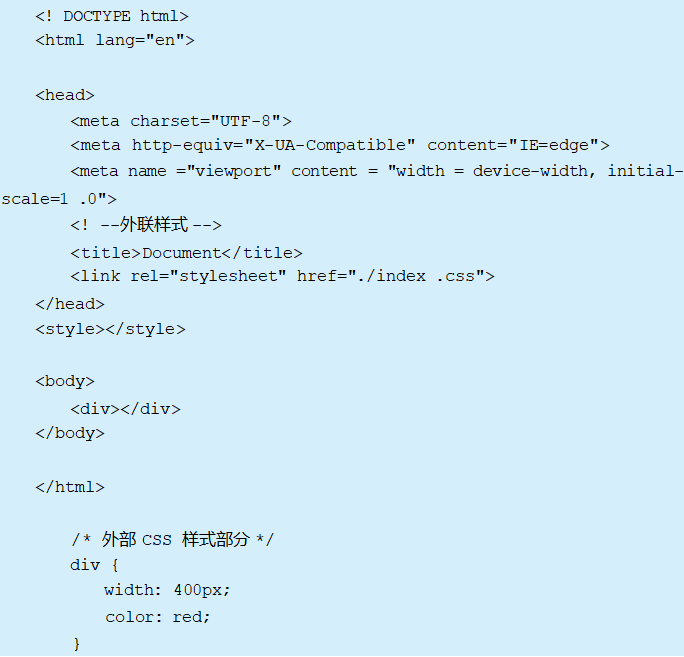 <! DOCTYPE html>
<html lang="en">
<head>
<meta charset="UTF-8">
<meta http-equiv="X-UA-Compatible" content="IE=edge">
<meta name ="viewport" content = "width = device-width, initial-
scale=1 .0">
<! --外联样式-->
<title>Document</title>
<link rel="stylesheet" href="./index .css">
</head>
<style></style>
<body>
<div></div>
</body>
</html>
/* 外部 CSS 样式部分 */
div {
width: 400px;
color: red;
}